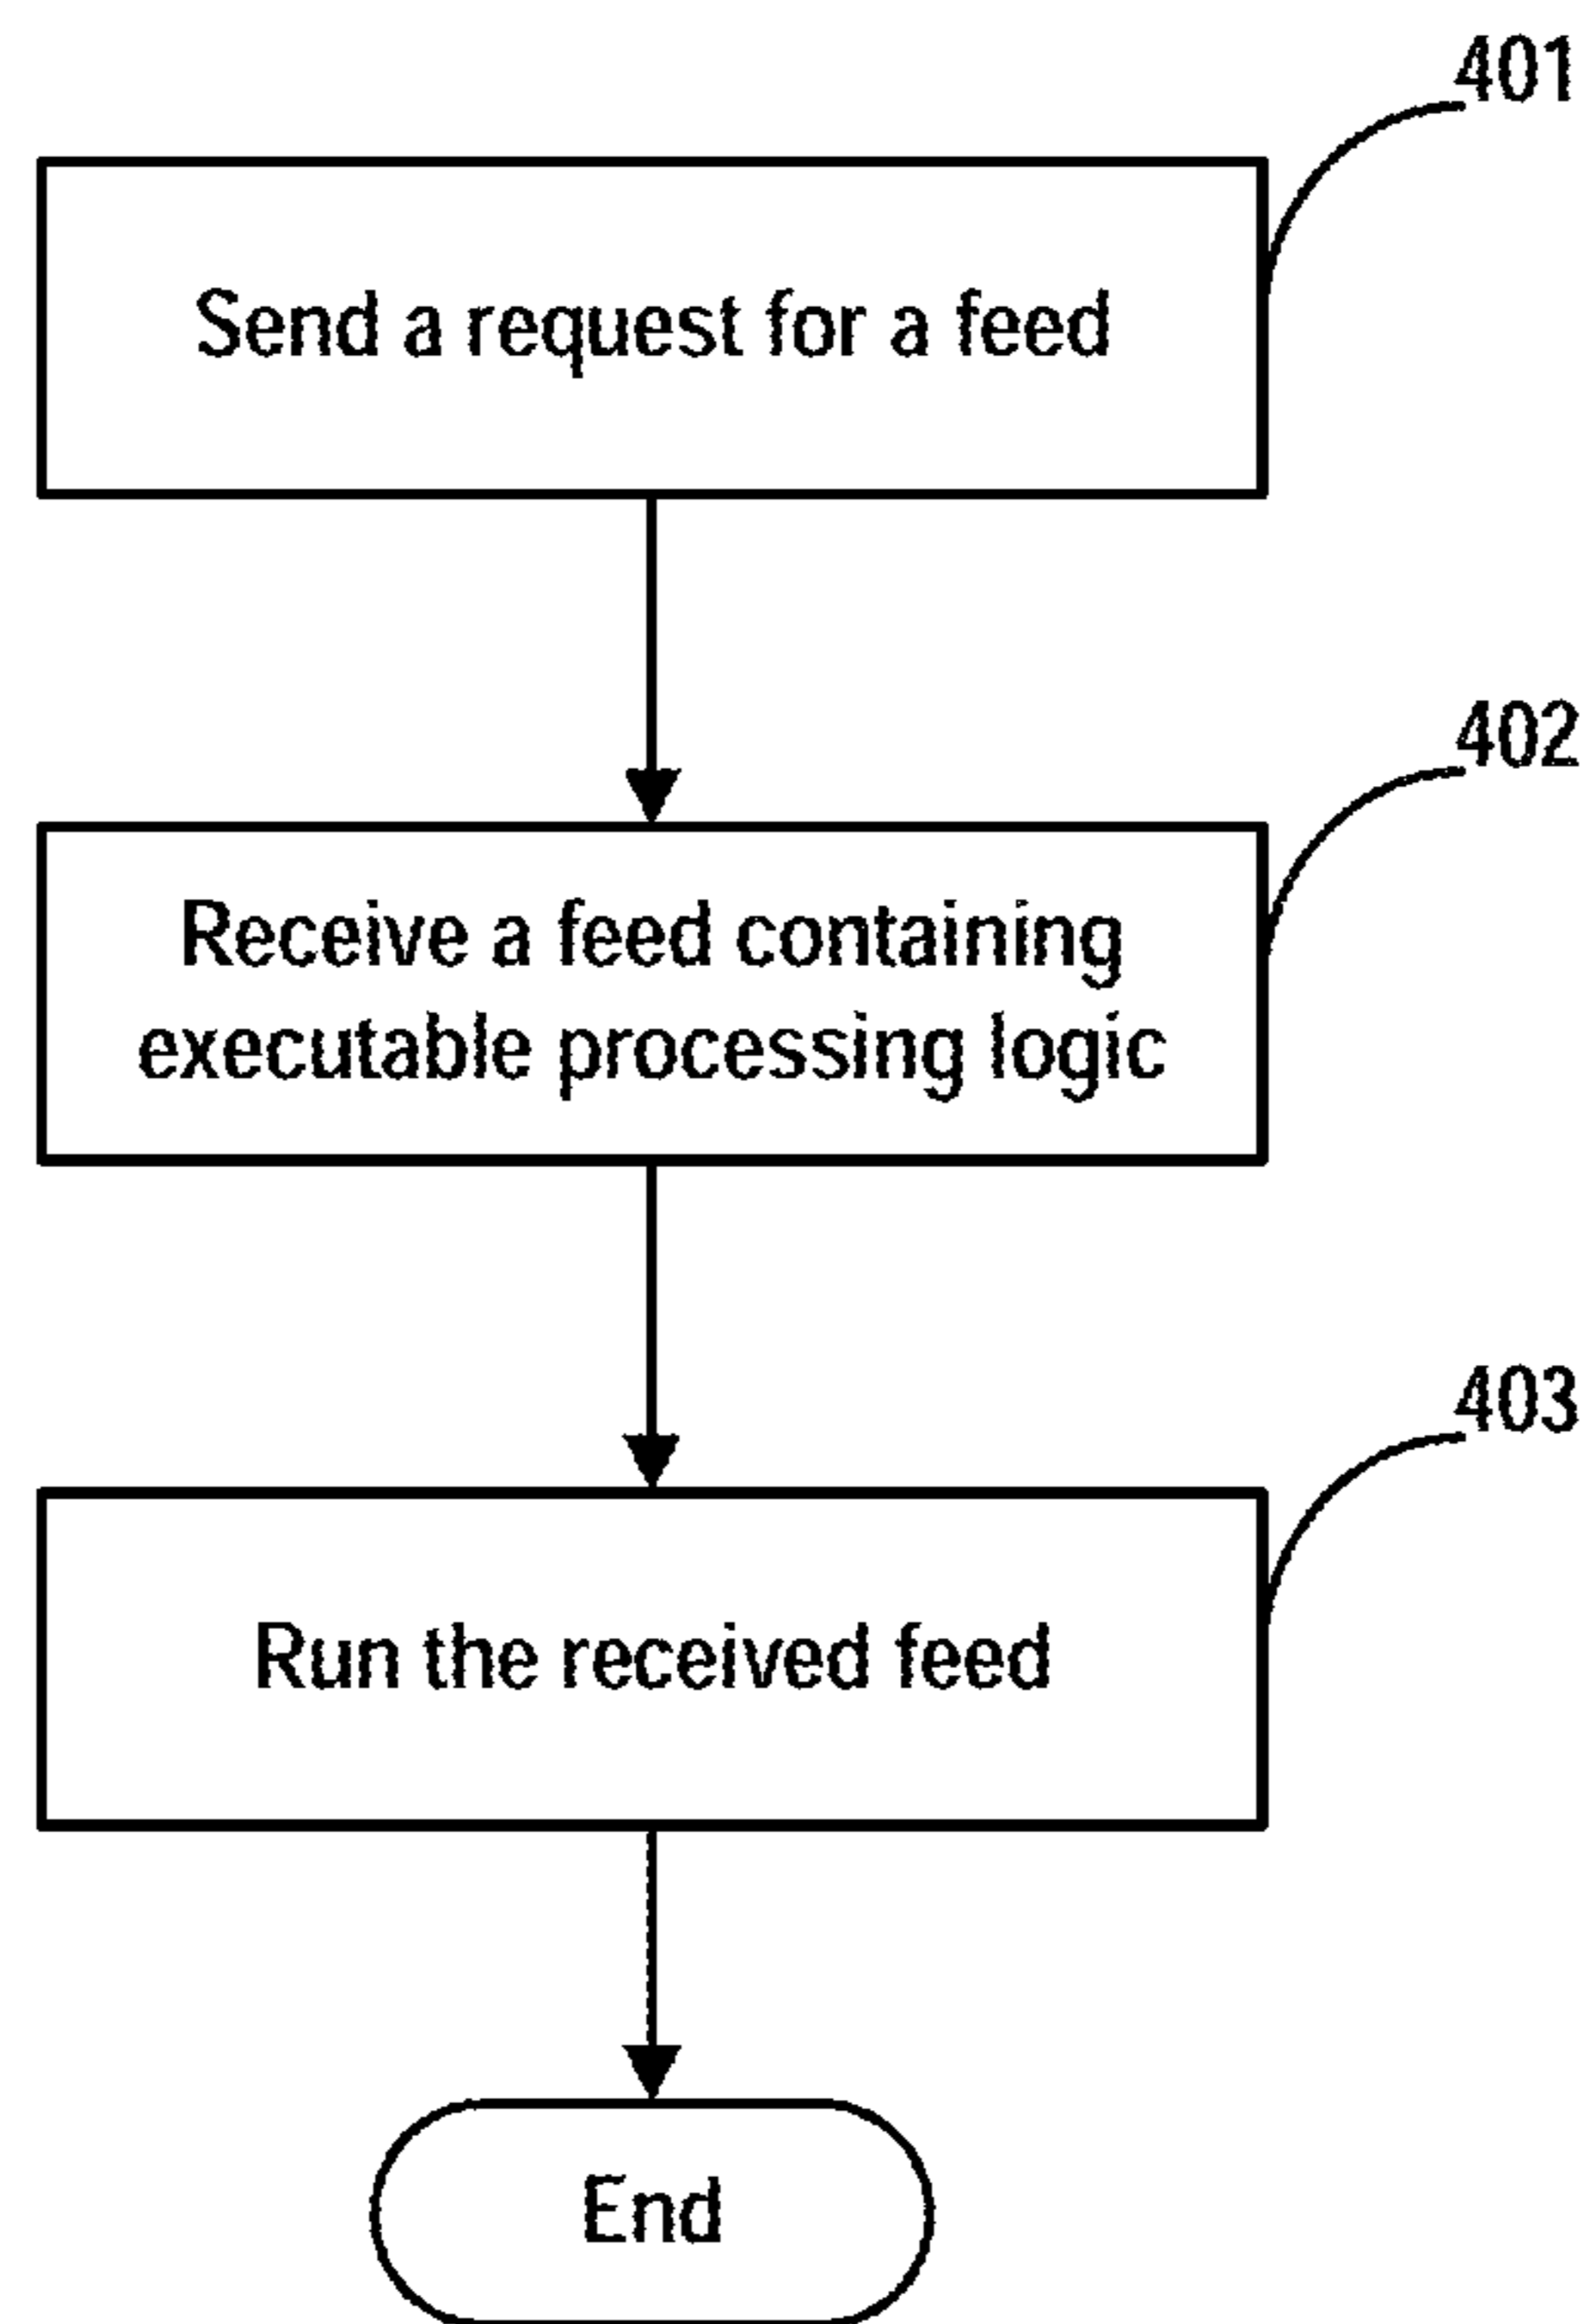 401
Send a request for a feed
402
Receive a feed containing
executable processing logic
403
Run the received feed
End